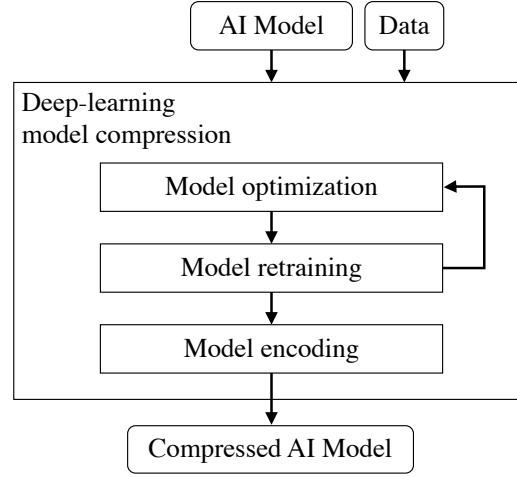 AI Model
Data
Deep-learning
model compression
Model optimization
Model retraining
Model encoding
Compressed AI Model